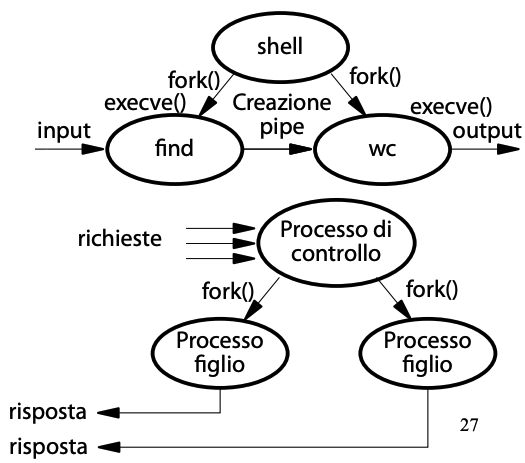 shell
fork()
fork()
execve()
Creazione
pipe
execve()
input
output
find
wc
richieste
Processo di
controllo
fork()
fork()
Processo
figlio
Processo
figlio
risposta
27
risposta